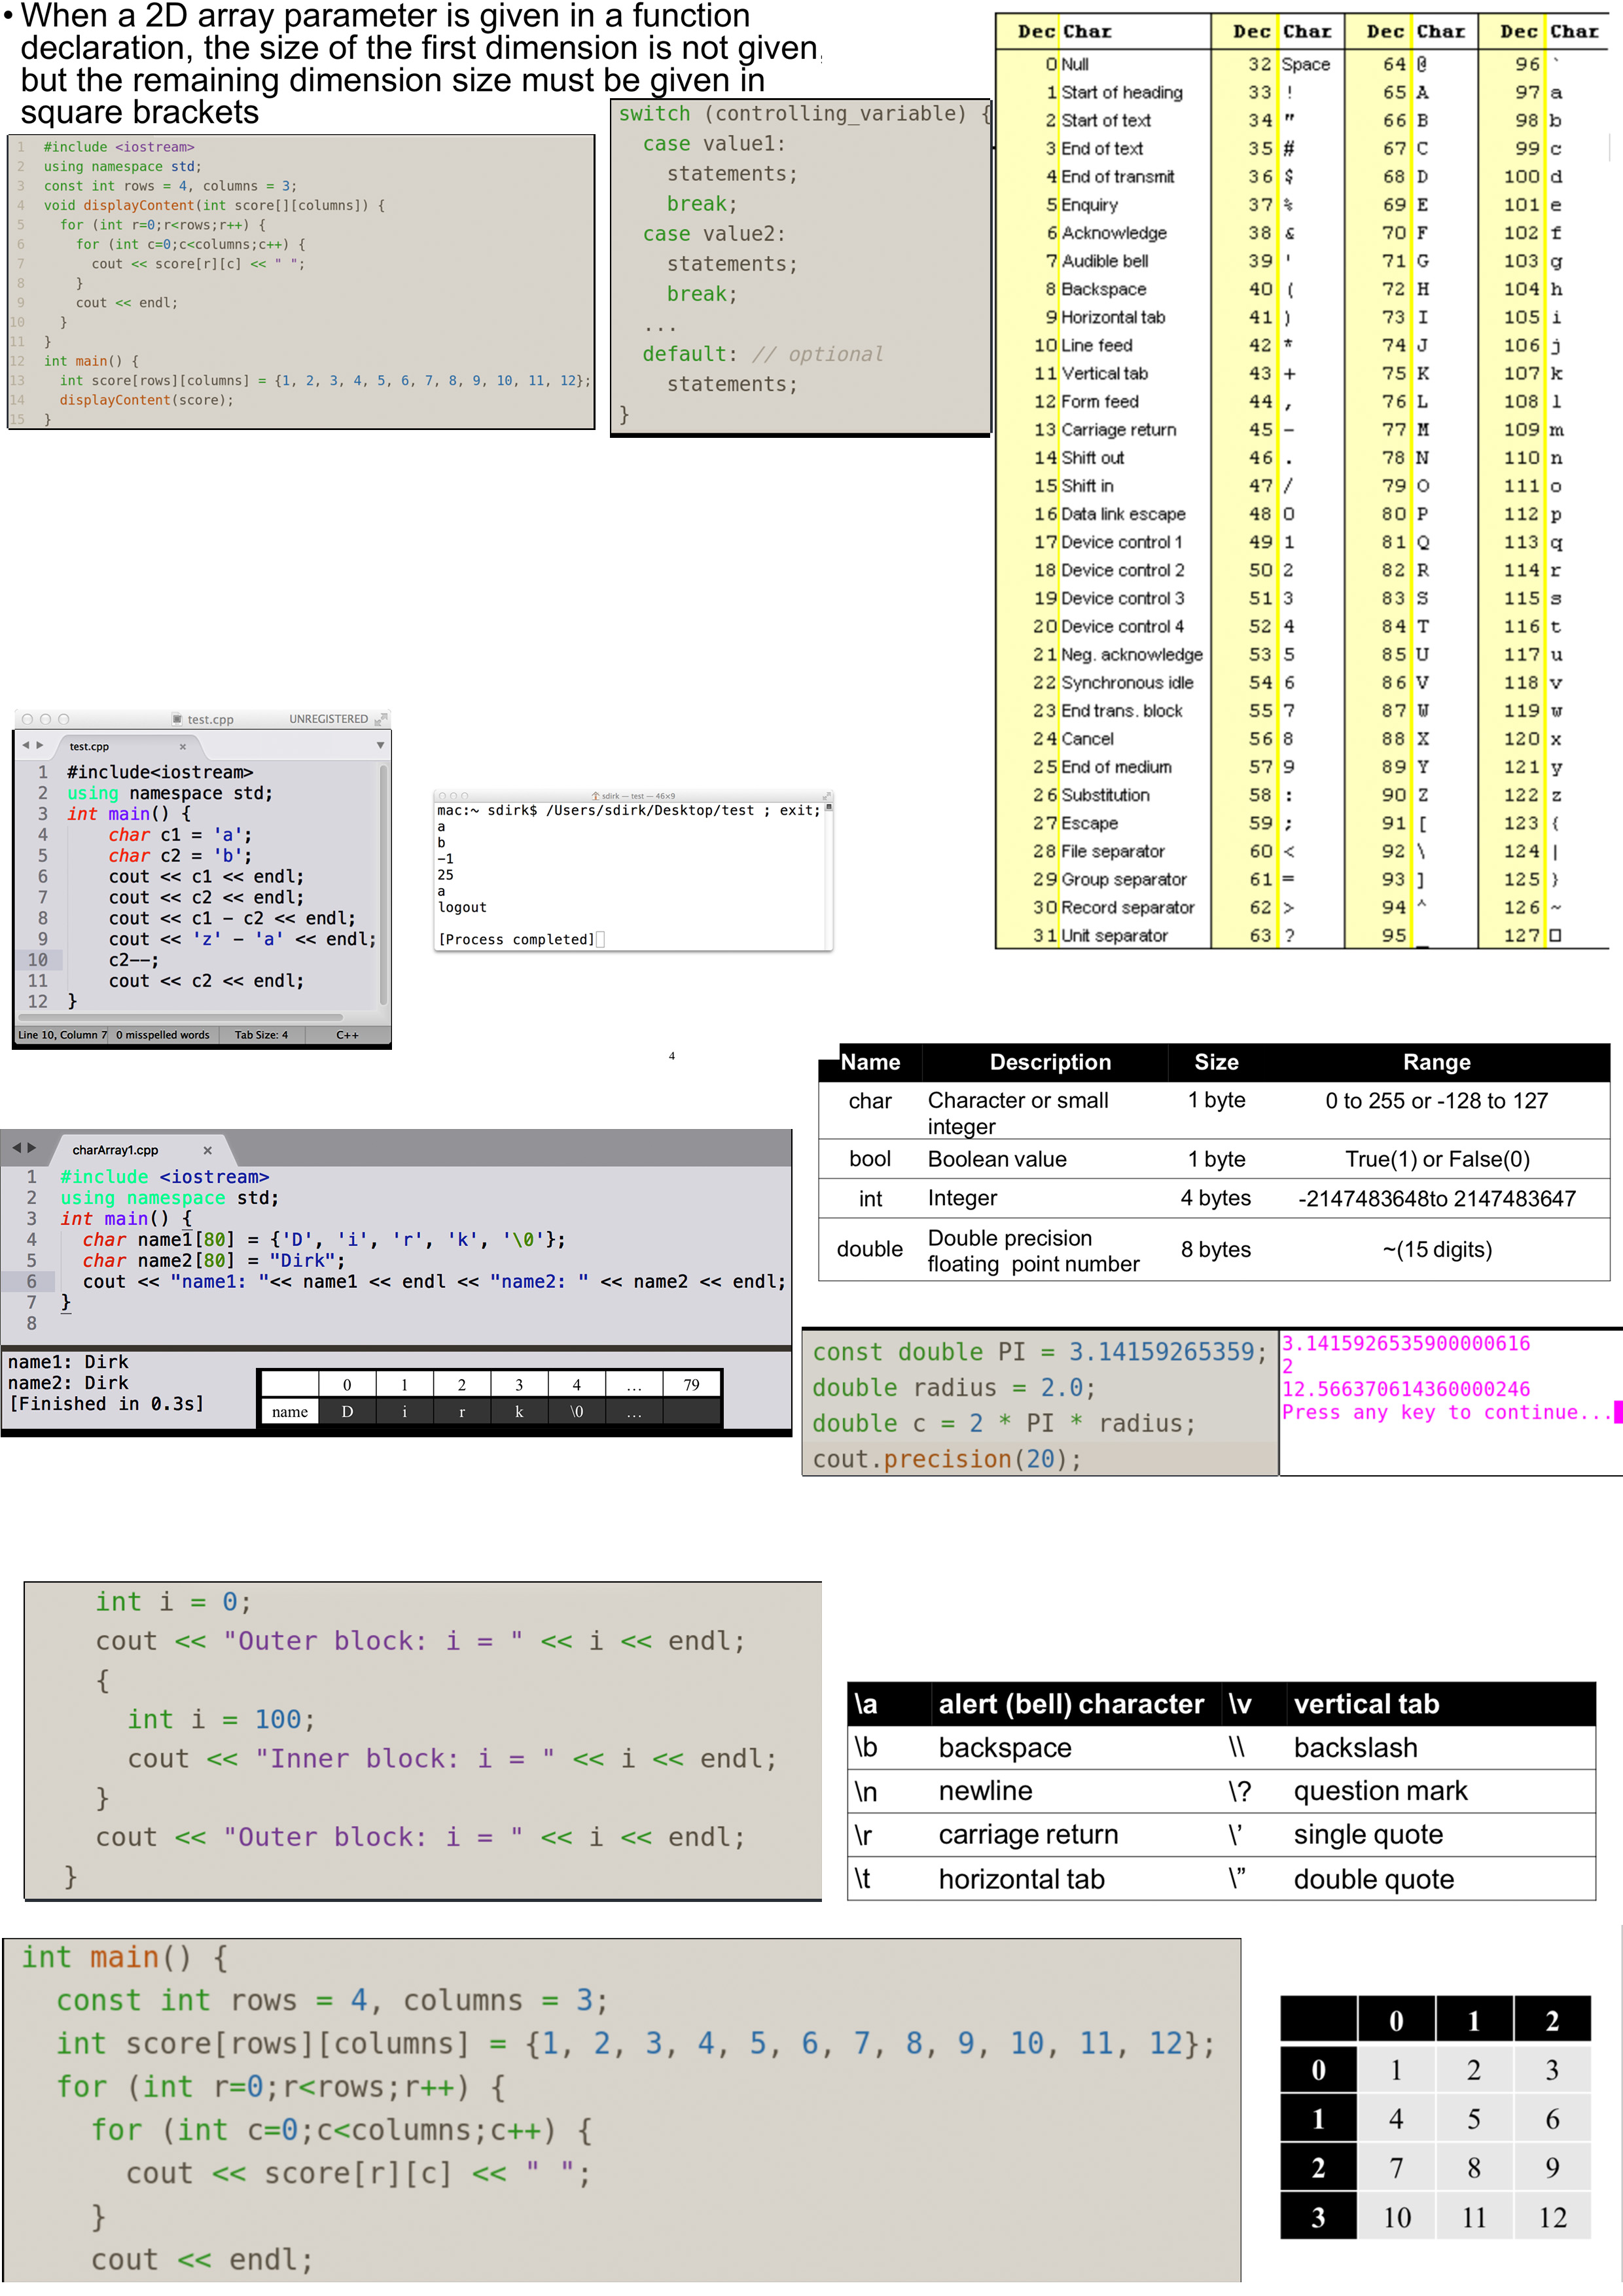 • When a 2D array parameter is given in a function
declaration, the size of the first dimension is not given,
but the remaining dimension size must be given in
square brackets
1 #include <iostream>
2 using namespace std;
3 const int rows = 4, columns = 3;
4 void displayContent(int score[][columns]) {
5 for (int r=0;r<rows;r++) {
6 for (int c=0;c<columns;c++) {
7 cout << score[r][c] << " ";
8 }
9 cout << endl;
10 }
11 }
12 int main() {
13 int score[rows][columns] = {1, 2, 3, 4, 5, 6, 7, 8, 9, 10, 11, 12};
14 displayContent(score);
15 }
switch (controlling_variable) {
case value1:
statements;
break;
case value2:
statements;
break;
...
default: // optional
statements;
}
Dec Char Dec Char Dec Char Dec Char
0 Null 32 Space 64 @ 96 `
1 Start of heading 33 ! 65 A 97 a
2 Start of text 34 " 66 B 98 b
3 End of text 35 # 67 C 99 c
4 End of transmit 36 $ 68 D 100 d
5 Enquiry 37 % 69 E 101 e
6 Acknowledge 38 & 70 F 102 f
7 Audible bell 39 ' 71 G 103 g
8 Backspace 40 ( 72 H 104 h
9 Horizontal tab 41 ) 73 I 105 i
10 Line feed 42 * 74 J 106 j
11 Vertical tab 43 + 75 K 107 k
12 Form feed 44 , 76 L 108 l
13 Carriage return 45 - 77 M 109 m
14 Shift out 46 . 78 N 110 n
15 Shift in 47 / 79 O 111 o
16 Data link escape 48 0 80 P 112 p
17 Device control 1 49 1 81 Q 113 q
18 Device control 2 50 2 82 R 114 r
19 Device control 3 51 3 83 S 115 s
20 Device control 4 52 4 84 T 116 t
21 Neg. acknowledge 53 5 85 U 117 u
22 Synchronous idle 54 6 86 V 118 v
23 End trans. block 55 7 87 W 119 w
24 Cancel 56 8 88 X 120 x
25 End of medium 57 9 89 Y 121 y
26 Substitution 58 : 90 Z 122 z
27 Escape 59 ; 91 [ 123 {
28 File separator 60 < 92 \ 124 |
29 Group separator 61 = 93 ] 125 }
30 Record separator 62 > 94 ^ 126 ~
31 Unit separator 63 ? 95 _ 127 □
test.cpp UNREGISTERED
test.cpp ×
1 #include<iostream>
2 using namespace std;
3 int main() {
4 char c1 = 'a';
5 char c2 = 'b';
6 cout << c1 << endl;
7 cout << c2 << endl;
8 cout << c1 - c2 << endl;
9 cout << 'z' - 'a' << endl;
10 c2--;
11 cout << c2 << endl;
12 }
Line 10, Column 7 0 misspelled words Tab Size: 4 C++
sdirk — test — 46×9
mac:~ sdirk$ /Users/sdirk/Desktop/test ; exit;
a
b
-1
25
a
logout
[Process completed]
4
Name Description Size Range
char Character or small
integer 1 byte 0 to 255 or -128 to 127
bool Boolean value 1 byte True(1) or False(0)
int Integer 4 bytes -2147483648to 2147483647
double Double precision
floating point number 8 bytes ~(15 digits)
charArray1.cpp ×
1 #include <iostream>
2 using namespace std;
3 int main() {
4 char name1[80] = {'D', 'i', 'r', 'k', '\0'};
5 char name2[80] = "Dirk";
6 cout << "name1: "<< name1 << endl << "name2: " << name2 << endl;
7 }
8
name1: Dirk
name2: Dirk
[Finished in 0.3s]
0 1 2 3 4 ... 79
name D i r k \0 ...
const double PI = 3.14159265359;
double radius = 2.0;
double c = 2 * PI * radius;
cout.precision(20);
3.1415926535900000616
2
12.566370614360000246
Press any key to continue...
int i = 0;
cout << "Outer block: i = " << i << endl;
{
int i = 100;
cout << "Inner block: i = " << i << endl;
}
cout << "Outer block: i = " << i << endl;
}
\a alert (bell) character \v vertical tab
\b backspace \\ backslash
\n newline \? question mark
\r carriage return \’ single quote
\t horizontal tab \” double quote
int main() {
const int rows = 4, columns = 3;
int score[rows][columns] = {1, 2, 3, 4, 5, 6, 7, 8, 9, 10, 11, 12};
for (int r=0;r<rows;r++) {
for (int c=0;c<columns;c++) {
cout << score[r][c] << " ";
}
cout << endl;
0 1 2
0 1 2 3
1 4 5 6
2 7 8 9
3 10 11 12